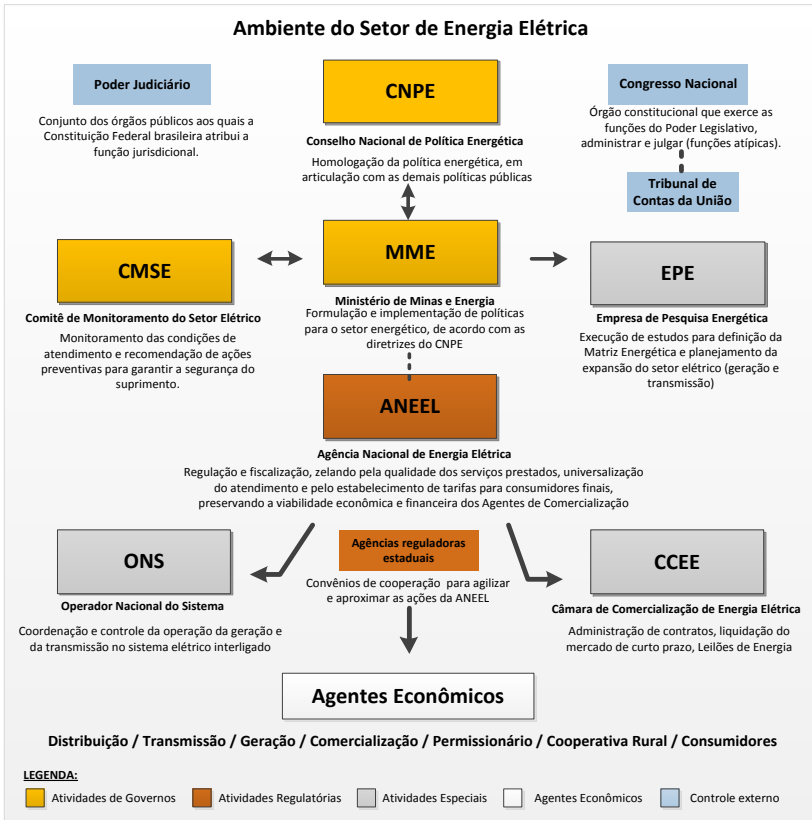 Ambiente do Setor de Energia Elétrica
Poder Judiciário
Conjunto dos órgãos públicos aos quais a
Constituição Federal brasileira atribui a
função jurisdicional.
CNPE
Conselho Nacional de Política Energética
Homologação da política energética, em
articulação com as demais políticas públicas
Congresso Nacional
Órgão constitucional que exerce as
funções do Poder Legislativo,
administrar e julgar (funções atípicas).
Tribunal de
Contas da União
CMSE
Comitê de Monitoramento do Setor Elétrico
Monitoramento das condições de
atendimento e recomendação de ações
preventivas para garantir a segurança do
suprimento.
MME
Ministério de Minas e Energia
Formulação e implementação de políticas
para o setor energético, de acordo com as
diretrizes do CNPE
EPE
Empresa de Pesquisa Energética
Execução de estudos para definição da
Matriz Energética e planejamento da
expansão do setor elétrico (geração e
transmissão)
ANEEL
Agência Nacional de Energia Elétrica
Regulação e fiscalização, zelando pela qualidade dos serviços prestados, universalização
do atendimento e pelo estabelecimento de tarifas para consumidores finais,
preservando a viabilidade econômica e financeira dos Agentes de Comercialização
ONS
Operador Nacional do Sistema
Coordenação e controle da operação da geração e
da transmissão no sistema elétrico interligado
Agências reguladoras
estaduais
Convênios de cooperação para agilizar
e aproximar as ações da ANEEL
CCEE
Câmara de Comercialização de Energia Elétrica
Administração de contratos, liquidação do
mercado de curto prazo, Leilões de Energia
Agentes Econômicos
Distribuição / Transmissão / Geração / Comercialização / Permissionário / Cooperativa Rural / Consumidores
LEGENDA:
Atividades de Governos
Atividades Regulatórias
Atividades Especiais
Agentes Econômicos
Controle externo